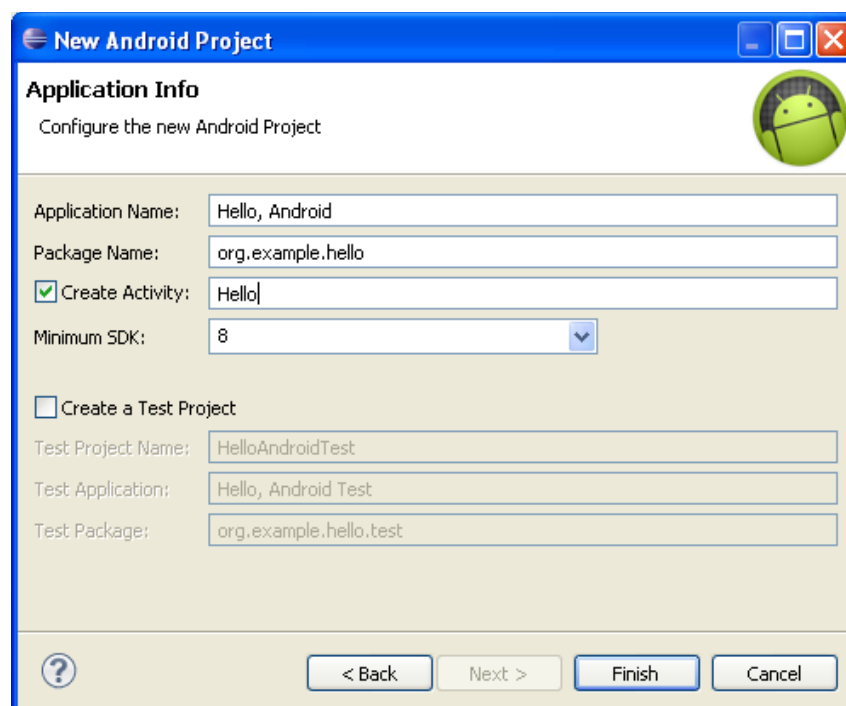 New Android Project
Application Info
Configure the new Android Project
Application Name: Hello, Android
Package Name: org.example.hello
Create Activity: Hello
Minimum SDK: 8
Create a Test Project
Test Project Name: HelloAndroidTest
Test Application: Hello, Android Test
Test Package: org.example.hello.test
? < Back Next > Finish Cancel